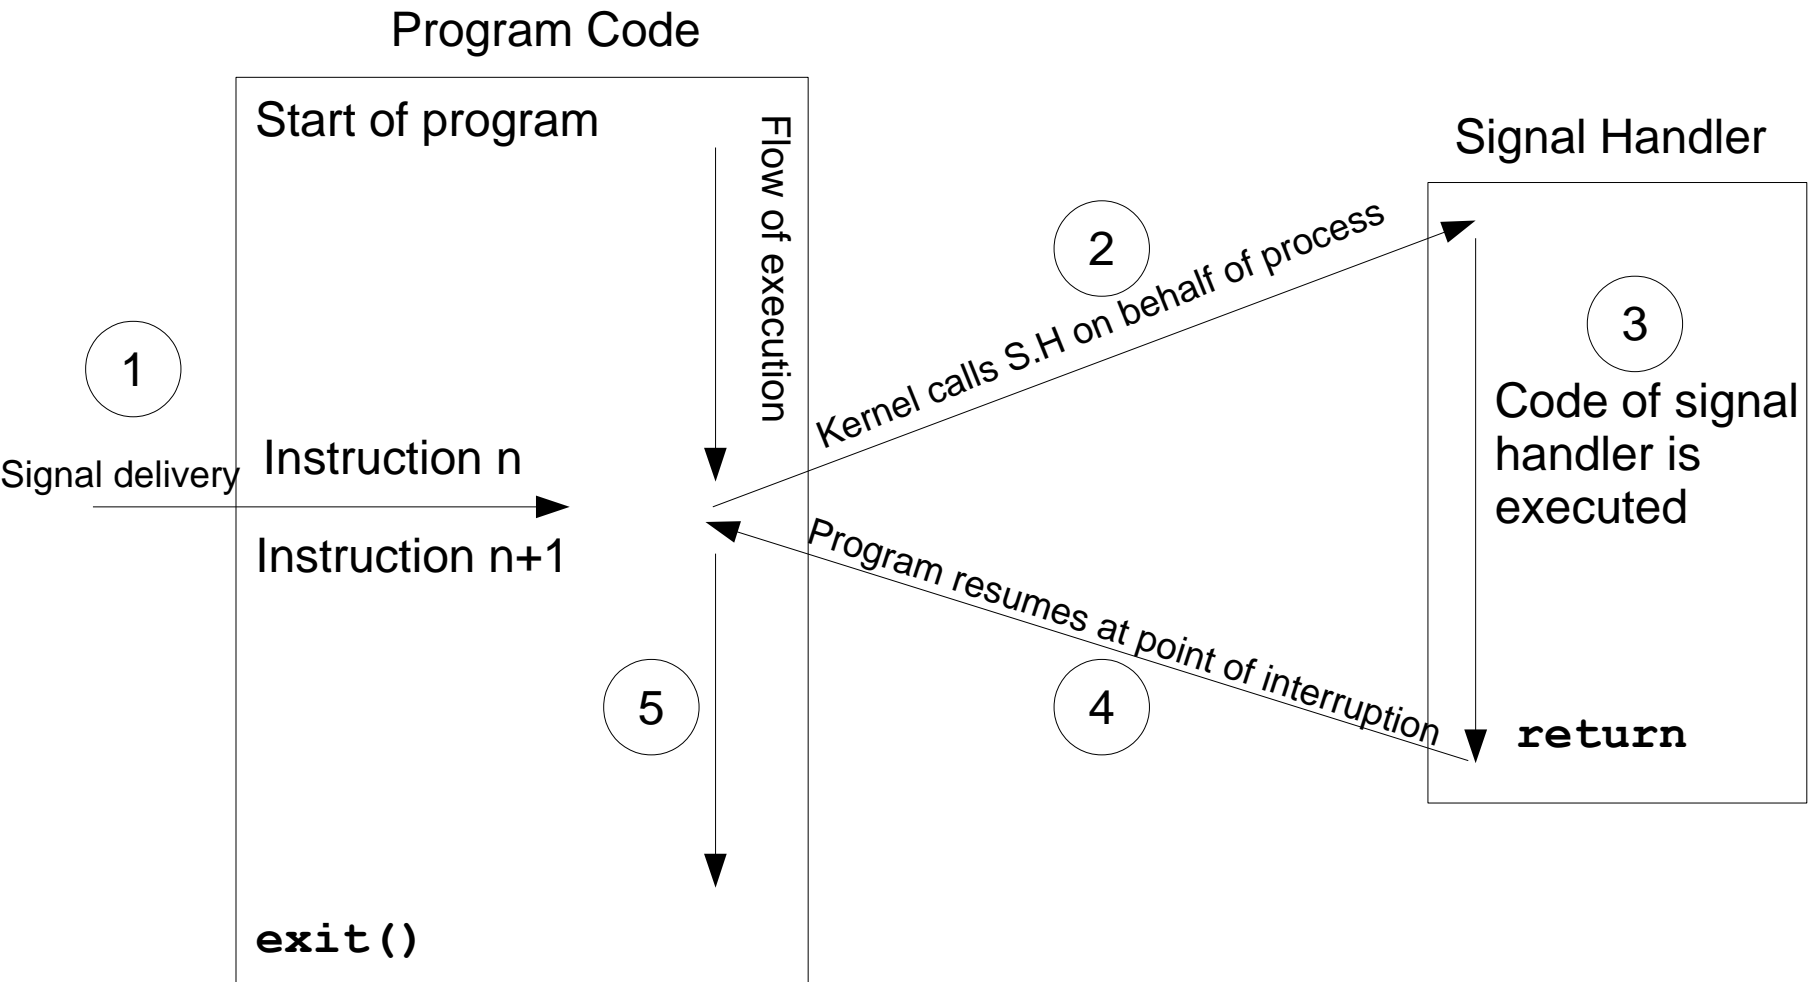 Program Code
Start of program
Flow of execution
Signal Handler
1
Signal delivery
Instruction n
Instruction n+1
2
Kernel calls S.H on behalf of process
3
Code of signal
handler is
executed
return
Program resumes at point of interruption
4
5
exit()